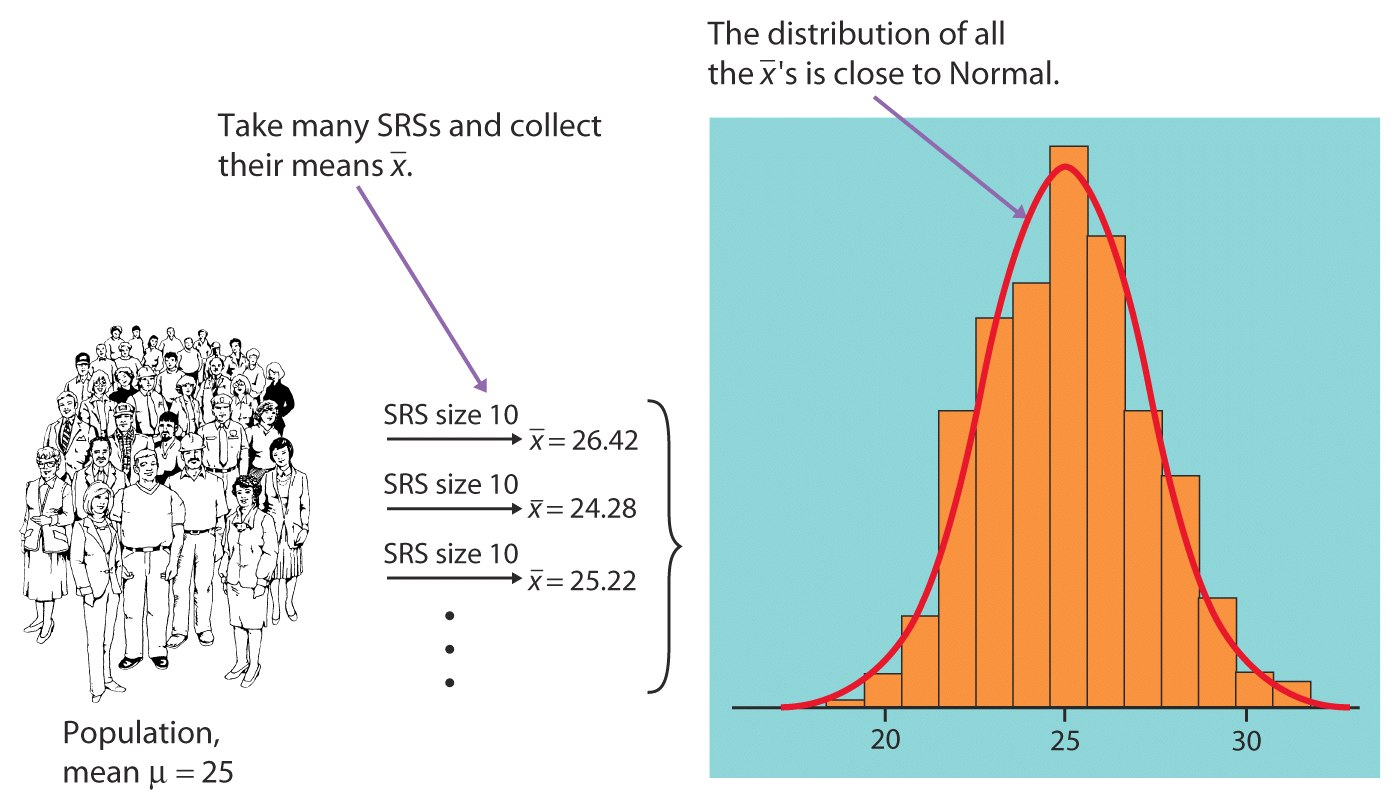 The distribution of all
the x̅'s is close to Normal.
Take many SRSs and collect
their means x̅.
SRS size 10
x̅ = 26.42
SRS size 10
x̅ = 24.28
SRS size 10
x̅ = 25.22
Population,
mean μ = 25
20 25 30